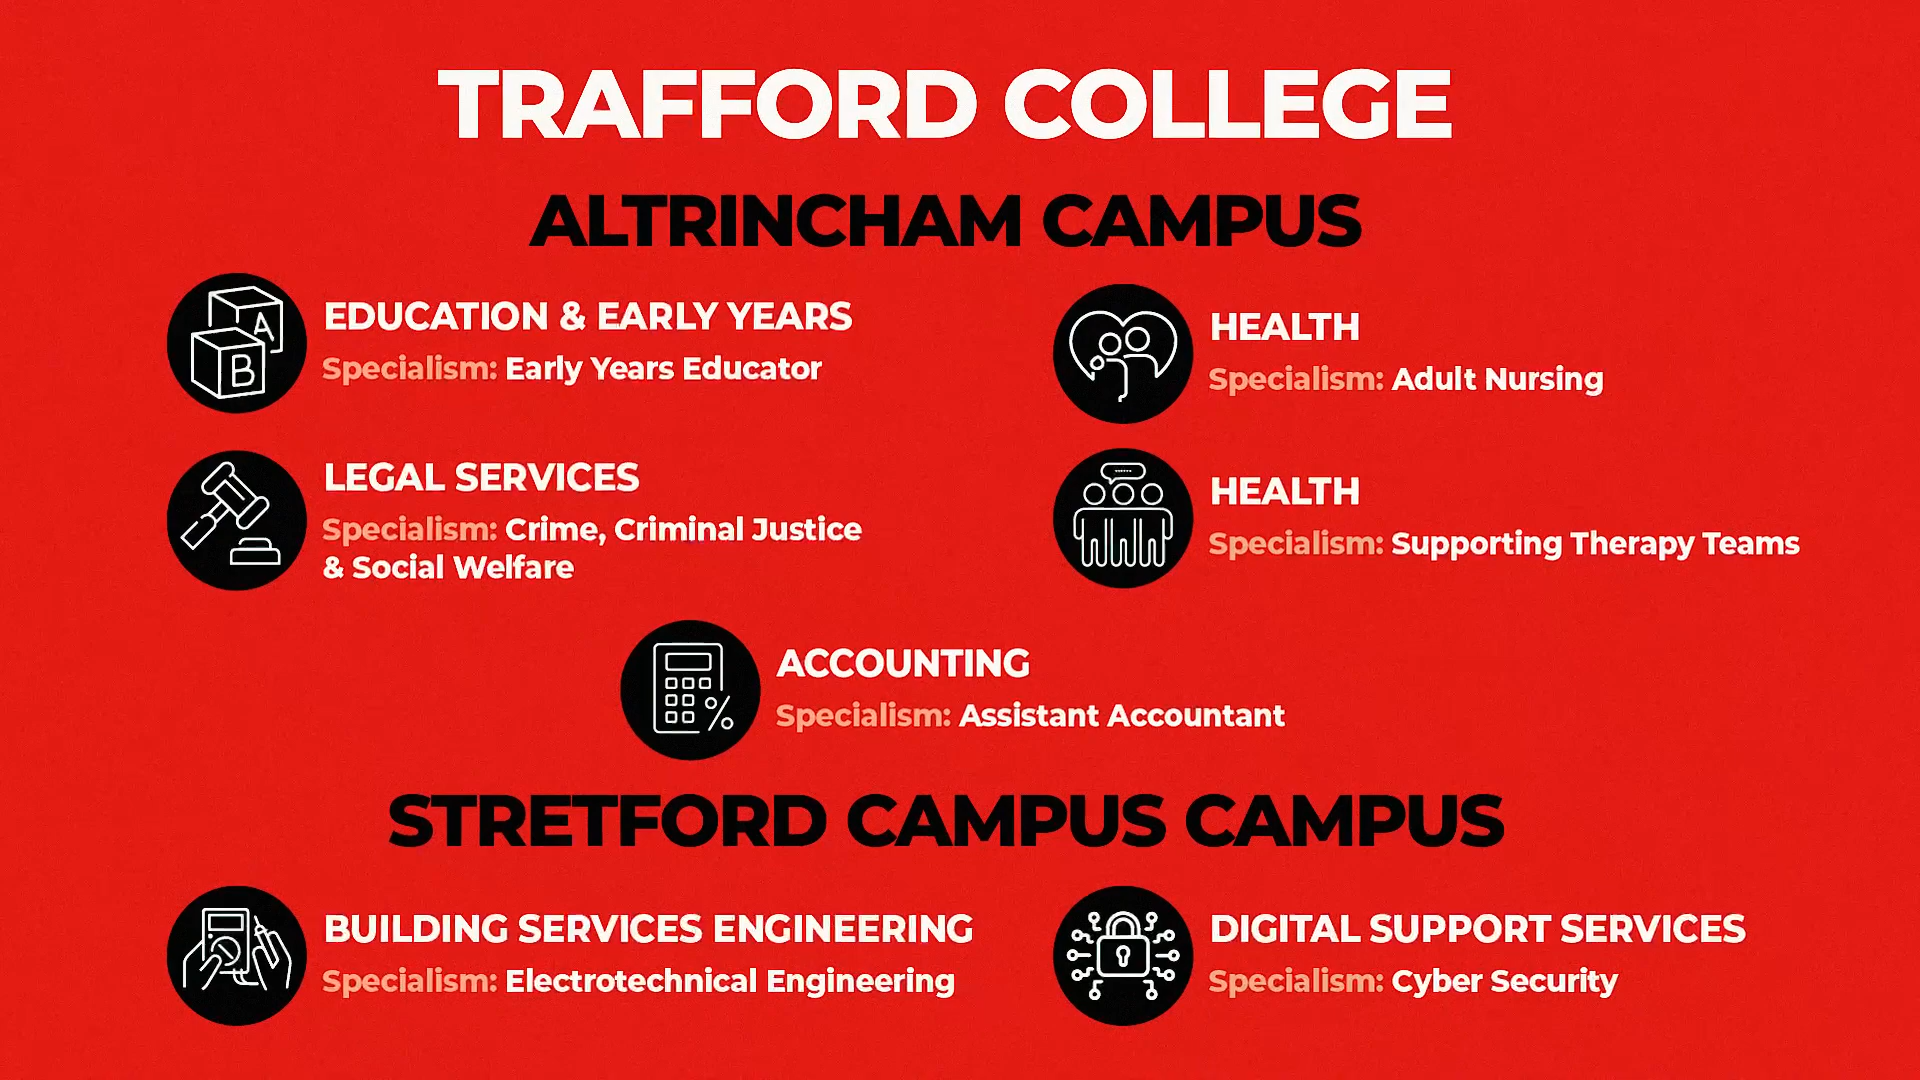 TRAFFORD COLLEGE
ALTRINCHAM CAMPUS
EDUCATION & EARLY YEARS
Specialism: Early Years Educator
HEALTH
Specialism: Adult Nursing
LEGAL SERVICES
Specialism: Crime, Criminal Justice
& Social Welfare
HEALTH
Specialism: Supporting Therapy Teams
ACCOUNTING
Specialism: Assistant Accountant
STRETFORD CAMPUS CAMPUS
BUILDING SERVICES ENGINEERING
Specialism: Electrotechnical Engineering
DIGITAL SUPPORT SERVICES
Specialism: Cyber Security
A
B
%